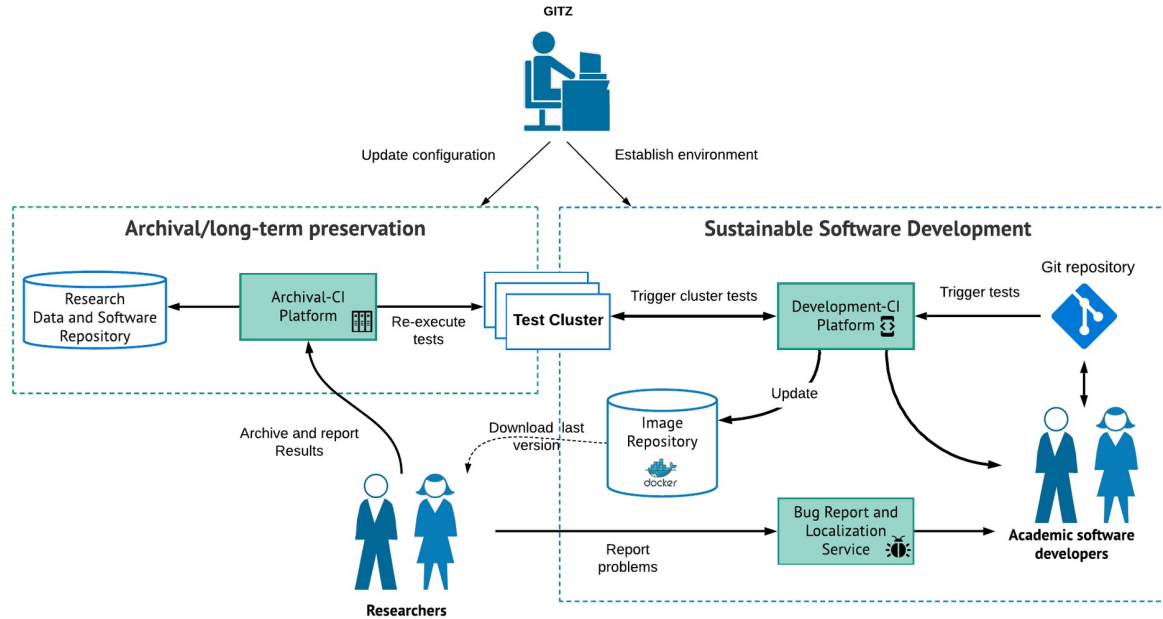 GITZ
Update configuration
Establish environment
Archival/long-term preservation
Sustainable Software Development
Research
Data and Software
Repository
Archival-CI
Platform
Re-execute
tests
Test Cluster
Trigger cluster tests
Development-CI
Platform
Trigger tests
Git repository
Update
Image
Repository
docker
Download last
version
Archive and report
Results
Researchers
Report
problems
Bug Report and
Localization
Service
Academic software
developers